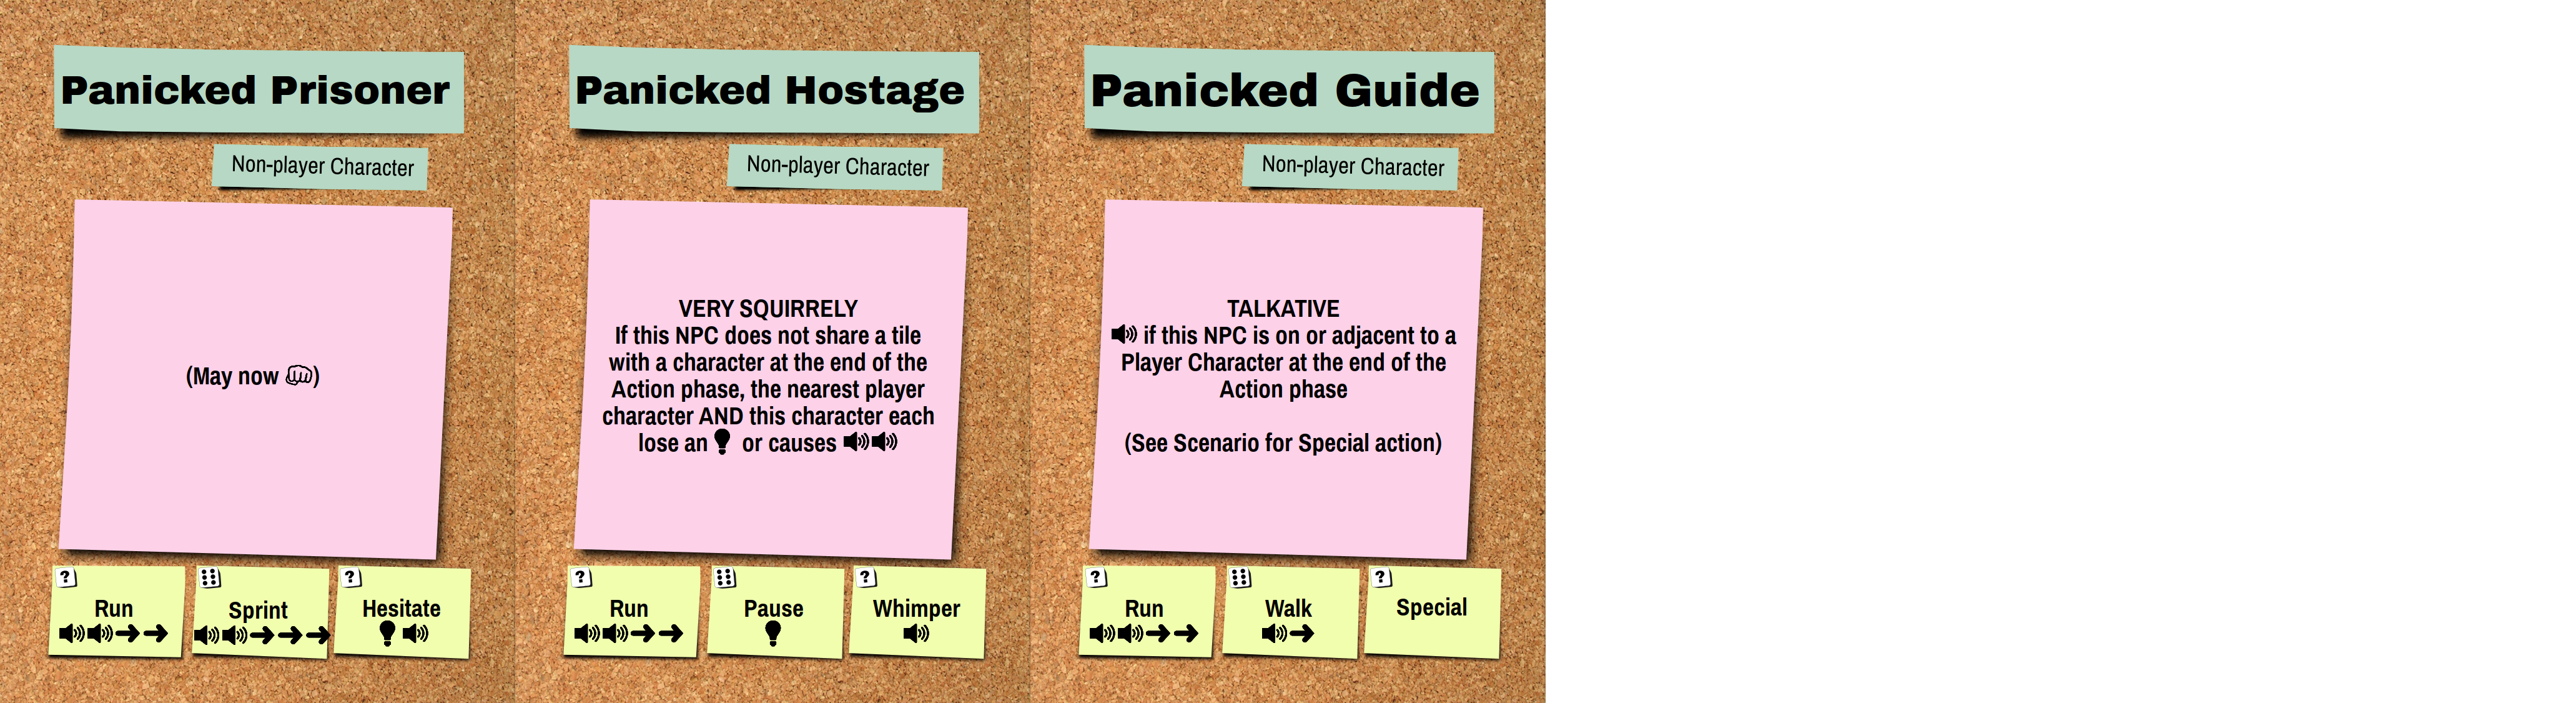 Panicked Prisoner
Non-player Character
(May now )
?
Run
Sprint
?
Hesitate
Panicked Hostage
Non-player Character
VERY SQUIRRELY
If this NPC does not share a tile
with a character at the end of the
Action phase, the nearest player
character AND this character each
lose an or causes
?
Run
Pause
?
Whimper
Panicked Guide
Non-player Character
TALKATIVE
if this NPC is on or adjacent to a
Player Character at the end of the
Action phase
(See Scenario for Special action)
?
Run
Walk
?
Special